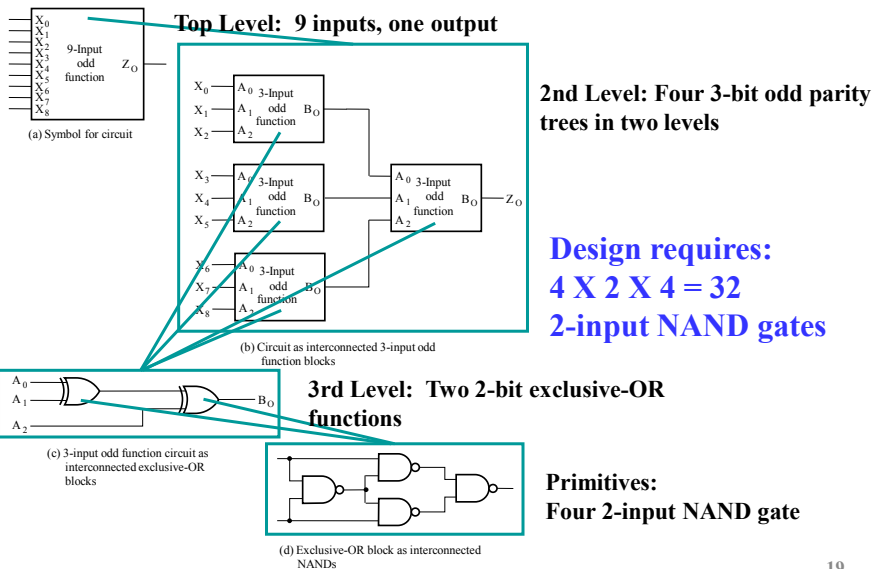 Top Level: 9 inputs, one output
X0
X1
X2
X3
X4
X5
X6
X7
X8
9-Input
odd
function
ZO
(a) Symbol for circuit
X0
X1
X2
A0
A1
A2
3-Input
odd
function
BO
X3
X4
X5
A0
A1
A2
3-Input
odd
function
BO
X6
X7
X8
A0
A1
A2
3-Input
odd
function
BO
A0
A1
A2
3-Input
odd
function
BO
ZO
(b) Circuit as interconnected 3-input odd
function blocks
2nd Level: Four 3-bit odd parity
trees in two levels
Design requires:
4 X 2 X 4 = 32
2-input NAND gates
A0
A1
A2
BO
(c) 3-input odd function circuit as
interconnected exclusive-OR
blocks
3rd Level: Two 2-bit exclusive-OR
functions
(d) Exclusive-OR block as interconnected
NANDs
Primitives:
Four 2-input NAND gate
19